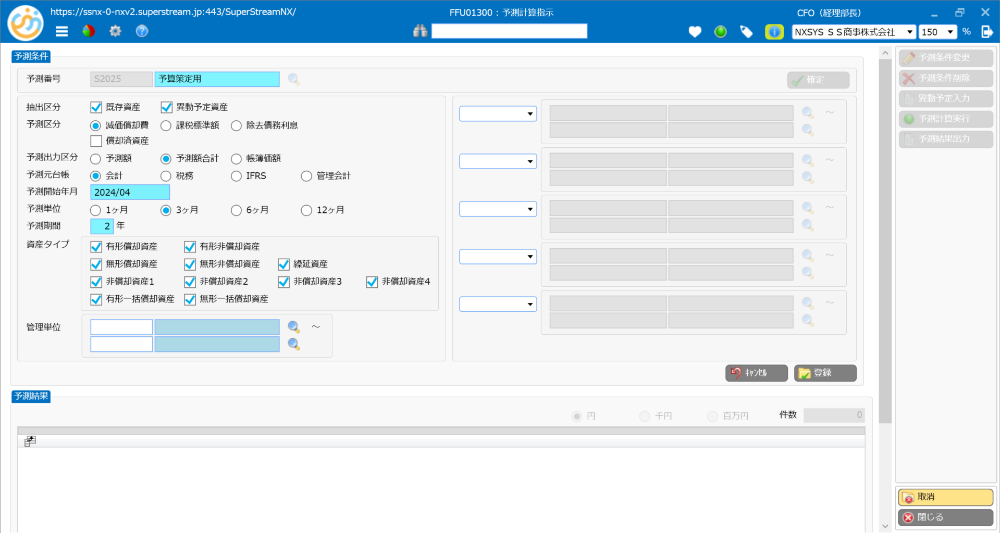 https://ssnx-0-nxv2.superstream.jp:443/SuperStreamNX/
FFU01300：予測計算指示
CFO（経理部長）
NXSYS ＳＳ商事株式会社
150
%
予測条件
予測番号 S2025 予算策定用
確定
抽出区分 既存資産 異動予定資産
予測区分 減価償却費 課税標準額 除去債務利息
償却済資産
予測出力区分 予測額 予測額合計 帳簿価額
予測元台帳 会計 税務 IFRS 管理会計
予測開始年月 2024/04
予測単位 1ヶ月 3ヶ月 6ヶ月 12ヶ月
予測期間 2 年
資産タイプ 有形償却資産 有形非償却資産
無形償却資産 無形非償却資産 繰延資産
非償却資産1 非償却資産2 非償却資産3 非償却資産4
有形一括償却資産 無形一括償却資産
管理単位 ～
～
～
～
～
～
ｷｬﾝｾﾙ
登録
予測結果
円 千円 百万円 件数 0
予測条件変更
予測条件削除
異動予定入力
予測計算実行
予測結果出力
取消
閉じる